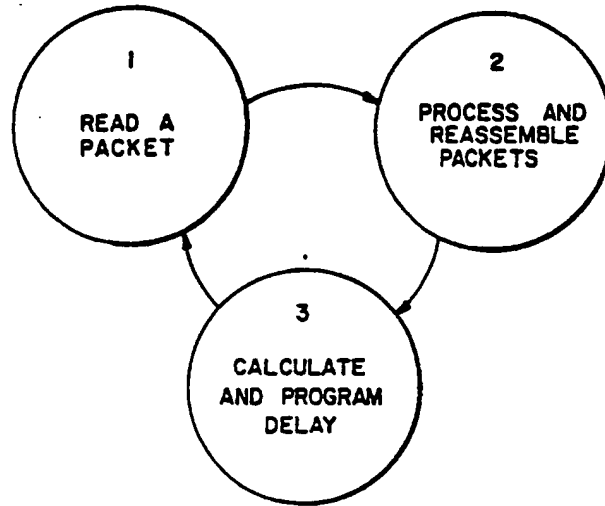 1
READ A
PACKET
2
PROCESS AND
REASSEMBLE
PACKETS
3
CALCULATE
AND PROGRAM
DELAY